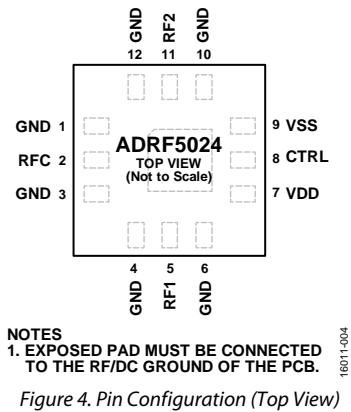 GND RF2 GND
12 11 10
GND 1
RFC 2
GND 3
ADRF5024
TOP VIEW
(Not to Scale)
9 VSS
8 CTRL
7 VDD
4 5 6
GND RF1 GND
NOTES
1. EXPOSED PAD MUST BE CONNECTED
TO THE RF/DC GROUND OF THE PCB.
16011-004
Figure 4. Pin Configuration (Top View)